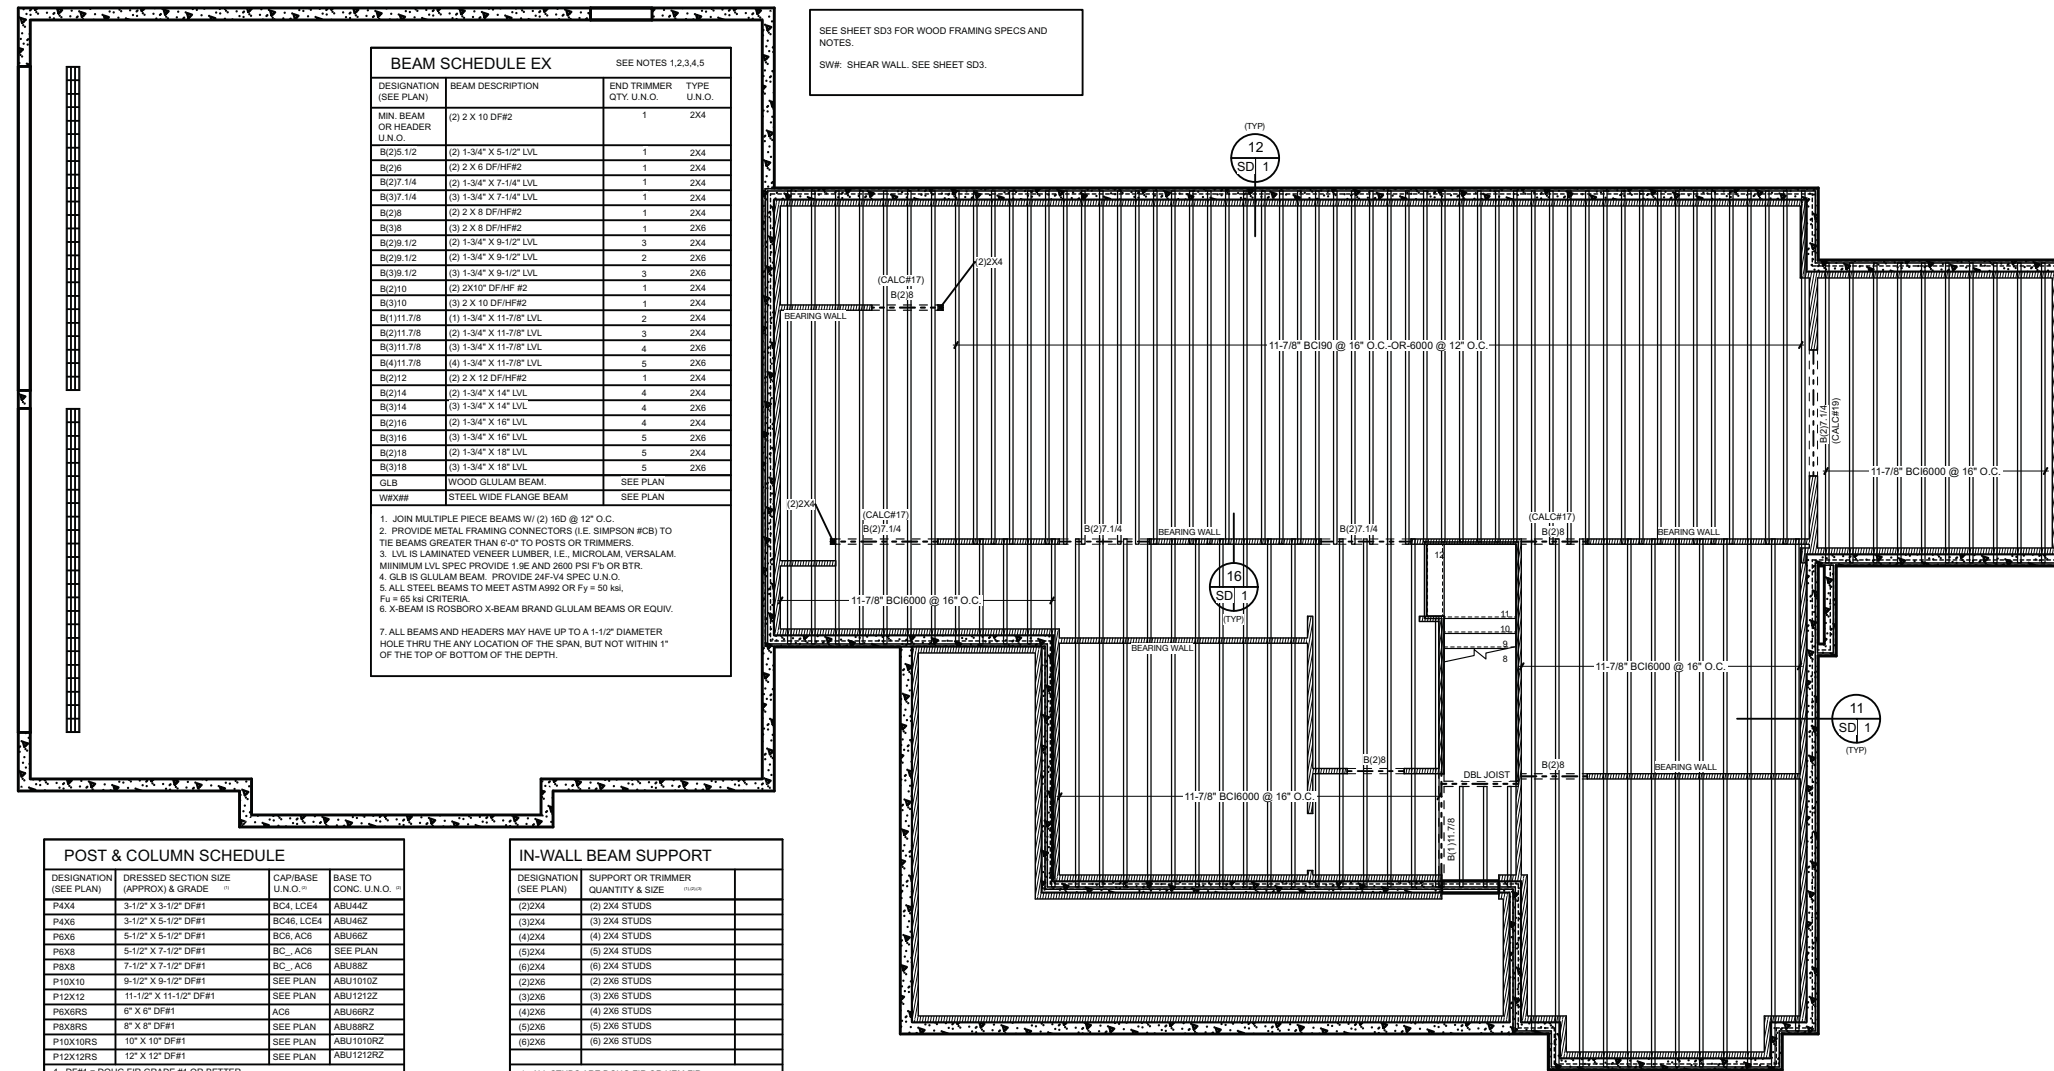 SEE SHEET SD3 FOR WOOD FRAMING SPECS AND
NOTES.
SW#: SHEAR WALL. SEE SHEET SD3.
BEAM SCHEDULE EX SEE NOTES 1,2,3,4,5
DESIGNATION BEAM DESCRIPTION END TRIMMER TYPE
(SEE PLAN) QTY. U.N.O. U.N.O.
MIN. BEAM (2) 2 X 10 DF#2 1 2X4
OR HEADER
U.N.O.
B(2)5.1/2 (2) 1-3/4" X 5-1/2" LVL 1 2X4
B(2)6 (2) 2 X 6 DF/HF#2 1 2X4
B(2)7.1/4 (2) 1-3/4" X 7-1/4" LVL 1 2X4
B(3)7.1/4 (3) 1-3/4" X 7-1/4" LVL 1 2X4
B(2)8 (2) 2 X 8 DF/HF#2 1 2X4
B(3)8 (3) 2 X 8 DF/HF#2 1 2X6
B(2)9.1/2 (2) 1-3/4" X 9-1/2" LVL 3 2X4
B(2)9.1/2 (2) 1-3/4" X 9-1/2" LVL 2 2X6
B(3)9.1/2 (3) 1-3/4" X 9-1/2" LVL 3 2X6
B(2)10 (2) 2X10" DF/HF #2 1 2X4
B(3)10 (3) 2 X 10 DF/HF#2 1 2X4
B(1)11.7/8 (1) 1-3/4" X 11-7/8" LVL 2 2X4
B(2)11.7/8 (2) 1-3/4" X 11-7/8" LVL 3 2X4
B(3)11.7/8 (3) 1-3/4" X 11-7/8" LVL 4 2X6
B(4)11.7/8 (4) 1-3/4" X 11-7/8" LVL 5 2X6
B(2)12 (2) 2 X 12 DF/HF#2 1 2X4
B(2)14 (2) 1-3/4" X 14" LVL 4 2X4
B(3)14 (3) 1-3/4" X 14" LVL 4 2X6
B(2)16 (2) 1-3/4" X 16" LVL 4 2X4
B(3)16 (3) 1-3/4" X 16" LVL 5 2X6
B(2)18 (2) 1-3/4" X 18" LVL 5 2X4
B(3)18 (3) 1-3/4" X 18" LVL 5 2X6
GLB WOOD GLULAM BEAM. SEE PLAN
W#X## STEEL WIDE FLANGE BEAM SEE PLAN
1. JOIN MULTIPLE PIECE BEAMS W/ (2) 16D @ 12" O.C.
2. PROVIDE METAL FRAMING CONNECTORS (I.E. SIMPSON #CB) TO
TIE BEAMS GREATER THAN 6'-0" TO POSTS OR TRIMMERS.
3. LVL IS LAMINATED VENEER LUMBER, I.E., MICROLAM, VERSALAM.
MIINIMUM LVL SPEC PROVIDE 1.9E AND 2600 PSI F'b OR BTR.
4. GLB IS GLULAM BEAM. PROVIDE 24F-V4 SPEC U.N.O.
5. ALL STEEL BEAMS TO MEET ASTM A992 OR Fy = 50 ksi,
Fu = 65 ksi CRITERIA.
6. X-BEAM IS ROSBORO X-BEAM BRAND GLULAM BEAMS OR EQUIV.
7. ALL BEAMS AND HEADERS MAY HAVE UP TO A 1-1/2" DIAMETER
HOLE THRU THE ANY LOCATION OF THE SPAN, BUT NOT WITHIN 1"
OF THE TOP OF BOTTOM OF THE DEPTH.
(TYP)
12
SD 1
(2)2X4
(CALC#17)
B(2)8
BEARING WALL
11-7/8" BCI90 @ 16" O.C.-OR-6000 @ 12" O.C.
B(2)7.1/4
(CALC#19)
11-7/8" BCI6000 @ 16" O.C.
(2)2X4
(CALC#17)
B(2)7.1/4
B(2)7.1/4
BEARING WALL
B(2)7.1/4
(CALC#17)
B(2)8
BEARING WALL
12
16
SD 1
(TYP)
11-7/8" BCI6000 @ 16" O.C.
11
10
9
8
BEARING WALL
11-7/8" BCI6000 @ 16" O.C.
11
SD 1
(TYP)
B(2)8
DBL JOIST
B(2)8
BEARING WALL
11-7/8" BCI6000 @ 16" O.C.
B(1)11.7/8
POST & COLUMN SCHEDULE
DESIGNATION DRESSED SECTION SIZE CAP/BASE BASE TO
(SEE PLAN) (APPROX) & GRADE (1) U.N.O. (2) CONC. U.N.O. (2)
P4X4 3-1/2" X 3-1/2" DF#1 BC4, LCE4 ABU44Z
P4X6 3-1/2" X 5-1/2" DF#1 BC46, LCE4 ABU46Z
P6X6 5-1/2" X 5-1/2" DF#1 BC6, AC6 ABU66Z
P6X8 5-1/2" X 7-1/2" DF#1 BC_, AC6 SEE PLAN
P8X8 7-1/2" X 7-1/2" DF#1 BC_, AC6 ABU88Z
P10X10 9-1/2" X 9-1/2" DF#1 SEE PLAN ABU1010Z
P12X12 11-1/2" X 11-1/2" DF#1 SEE PLAN ABU1212Z
P6X6RS 6" X 6" DF#1 AC6 ABU66RZ
P8X8RS 8" X 8" DF#1 SEE PLAN ABU88RZ
P10X10RS 10" X 10" DF#1 SEE PLAN ABU1010RZ
P12X12RS 12" X 12" DF#1 SEE PLAN ABU1212RZ
1. DF#1 = DOUG FIR GRADE #1 OR BETTER
IN-WALL BEAM SUPPORT
DESIGNATION SUPPORT OR TRIMMER
(SEE PLAN) QUANTITY & SIZE (1),(2),(3)
(2)2X4 (2) 2X4 STUDS
(3)2X4 (3) 2X4 STUDS
(4)2X4 (4) 2X4 STUDS
(5)2X4 (5) 2X4 STUDS
(6)2X4 (6) 2X4 STUDS
(2)2X6 (2) 2X6 STUDS
(3)2X6 (3) 2X6 STUDS
(4)2X6 (4) 2X6 STUDS
(5)2X6 (5) 2X6 STUDS
(6)2X6 (6) 2X6 STUDS